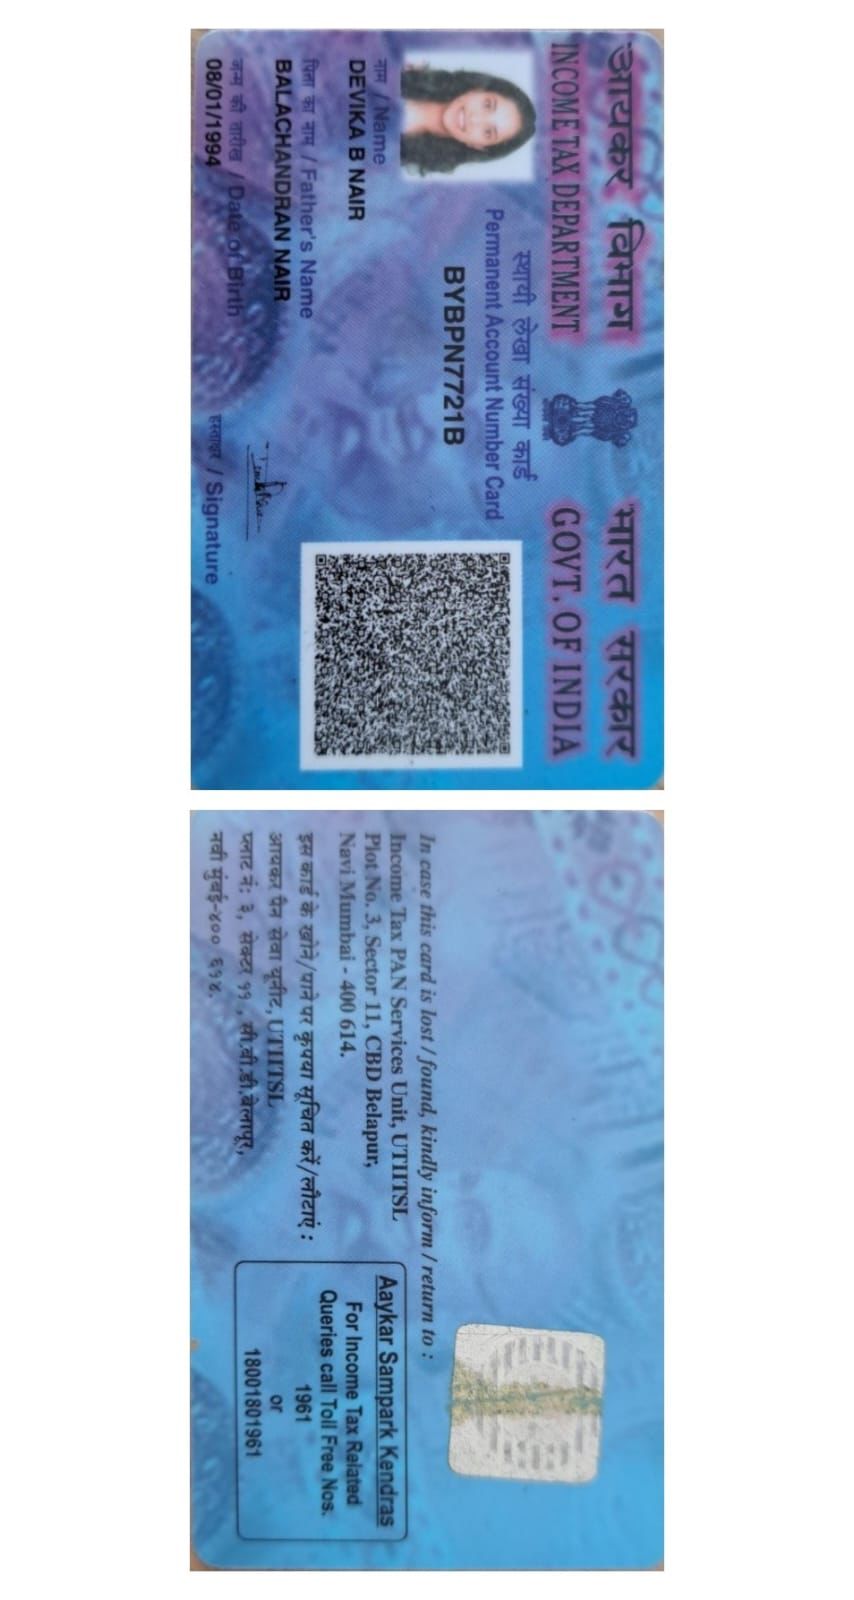 आयकर विभाग
INCOME TAX DEPARTMENT
भारत सरकार
GOVT. OF INDIA
स्थायी लेखा संख्या कार्ड
Permanent Account Number Card
BYBPN7721B
नाम / Name
DEVIKA B NAIR
पिता का नाम / Father's Name
BALACHANDRAN NAIR
जन्म की तारीख / Date of Birth
08/01/1994
हस्ताक्षर / Signature
In case this card is lost / found, kindly inform / return to :
Income Tax PAN Services Unit, UTIITSL
Plot No. 3, Sector 11, CBD Belapur,
Navi Mumbai - 400 614.
इस कार्ड के खोने/पाने पर कृपया सूचित करें/लौटाएं :
आयकर पैन सेवा यूनीट, UTIITSL
प्लाट नं: ३, सेक्टर ११ , सी.बी.डी.बेलापूर,
नवी मुंबई-४०० ६१४.
Aaykar Sampark Kendras
For Income Tax Related
Queries call Toll Free Nos.
1961
or
18001801961